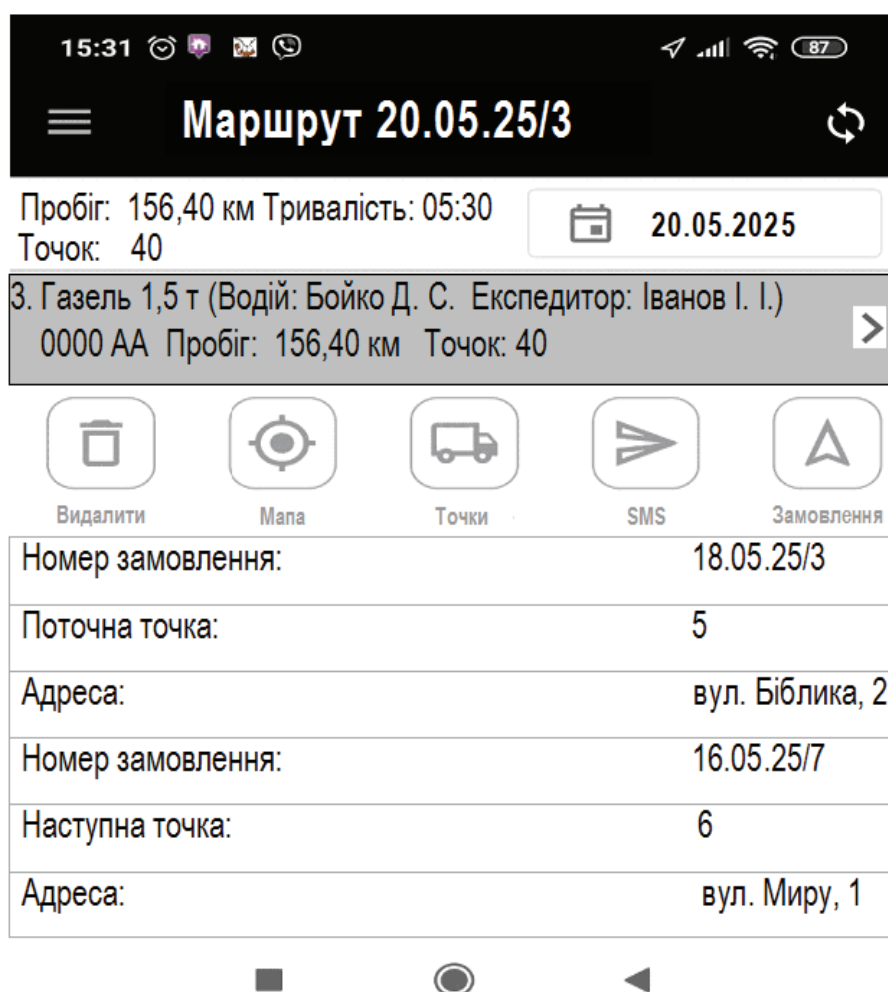 15:31
87
Маршрут 20.05.25/3
Пробіг: 156,40 км Тривалість: 05:30
Точок: 40
20.05.2025
3. Газель 1,5 т (Водій: Бойко Д. С. Експедитор: Іванов І. І.)
0000 АА Пробіг: 156,40 км Точок: 40
Видалити Мапа Точки SMS Замовлення
Номер замовлення: 18.05.25/3
Поточна точка: 5
Адреса: вул. Біблика, 2
Номер замовлення: 16.05.25/7
Наступна точка: 6
Адреса: вул. Миру, 1